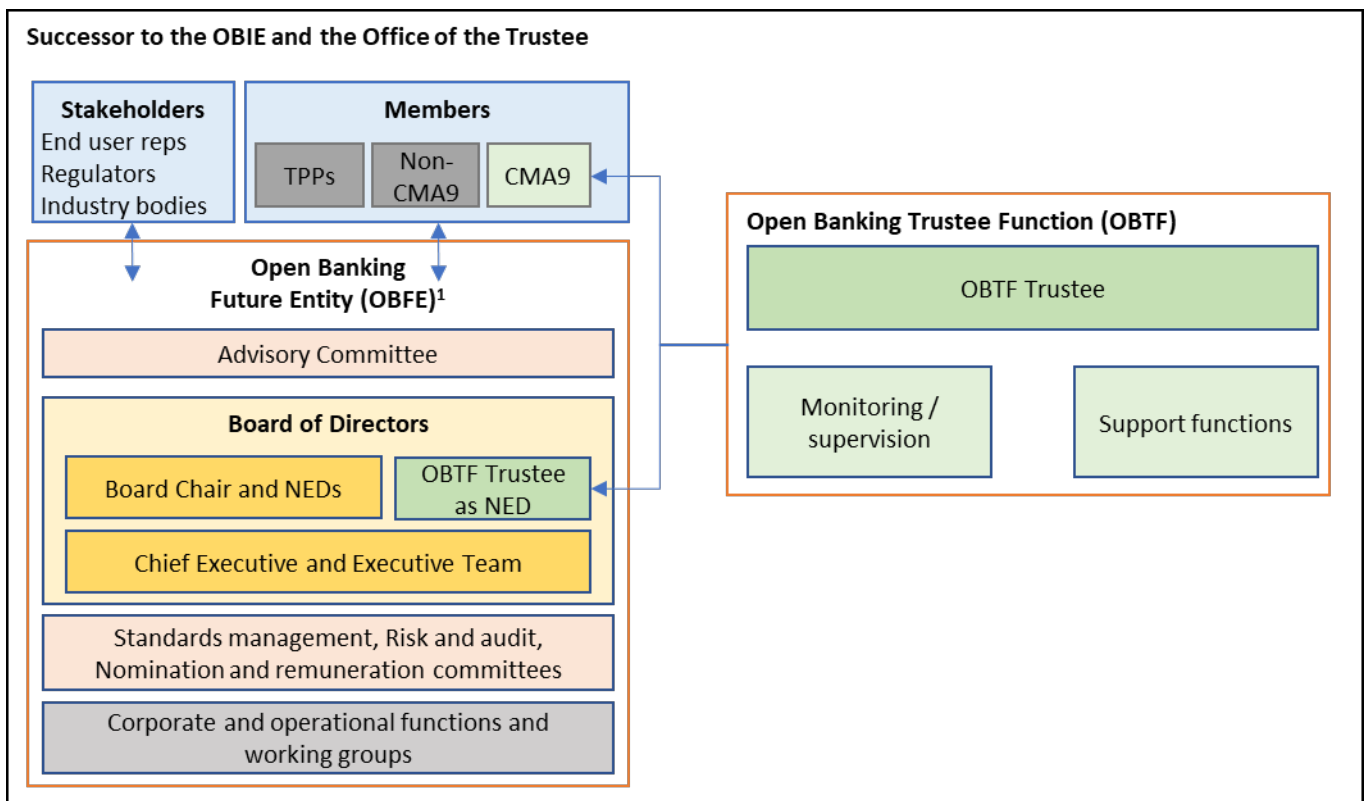 Successor to the OBIE and the Office of the Trustee
Stakeholders
End user reps
Regulators
Industry bodies
Members
TPPs
Non-
CMA9
CMA9
Open Banking
Future Entity (OBFE)¹
Advisory Committee
Board of Directors
Board Chair and NEDs
OBTF Trustee
as NED
Chief Executive and Executive Team
Standards management, Risk and audit,
Nomination and remuneration committees
Corporate and operational functions and
working groups
Open Banking Trustee Function (OBTF)
OBTF Trustee
Monitoring /
supervision
Support functions